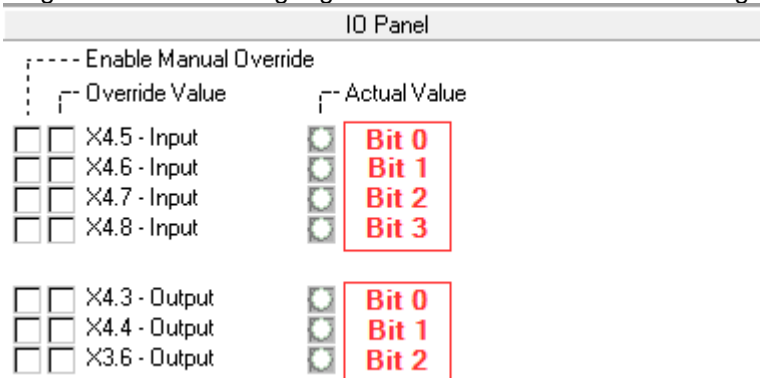 IO Panel
Enable Manual Override
Override Value Actual Value
X4.5 - Input Bit 0
X4.6 - Input Bit 1
X4.7 - Input Bit 2
X4.8 - Input Bit 3
X4.3 - Output Bit 0
X4.4 - Output Bit 1
X3.6 - Output Bit 2